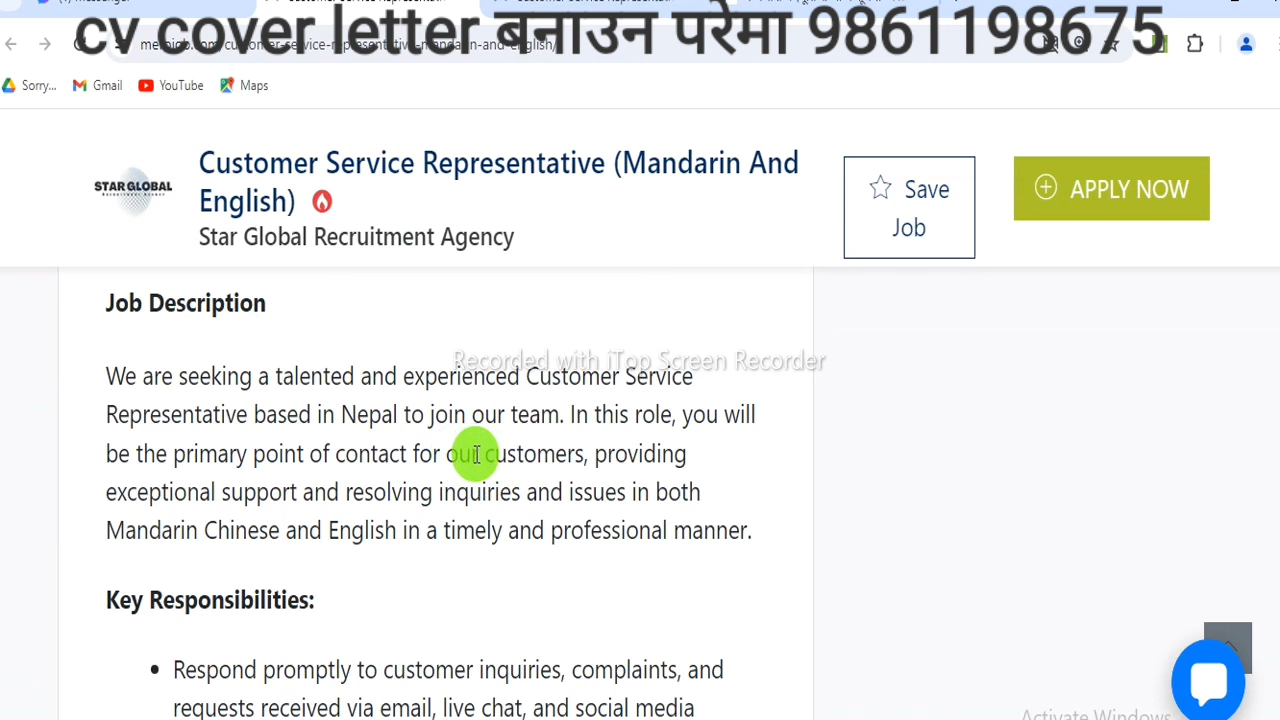 cv cover letter बनाउन परेमा 9861198675
Sorry... Gmail YouTube Maps
STAR GLOBAL
RECRUITMENT AGENCY
Customer Service Representative (Mandarin And
English)
Star Global Recruitment Agency
Save
Job
APPLY NOW
Job Description
Recorded with iTop Screen Recorder
We are seeking a talented and experienced Customer Service
Representative based in Nepal to join our team. In this role, you will
be the primary point of contact for our customers, providing
exceptional support and resolving inquiries and issues in both
Mandarin Chinese and English in a timely and professional manner.
Key Responsibilities:
Respond promptly to customer inquiries, complaints, and
requests received via email, live chat, and social media
Activate Windows